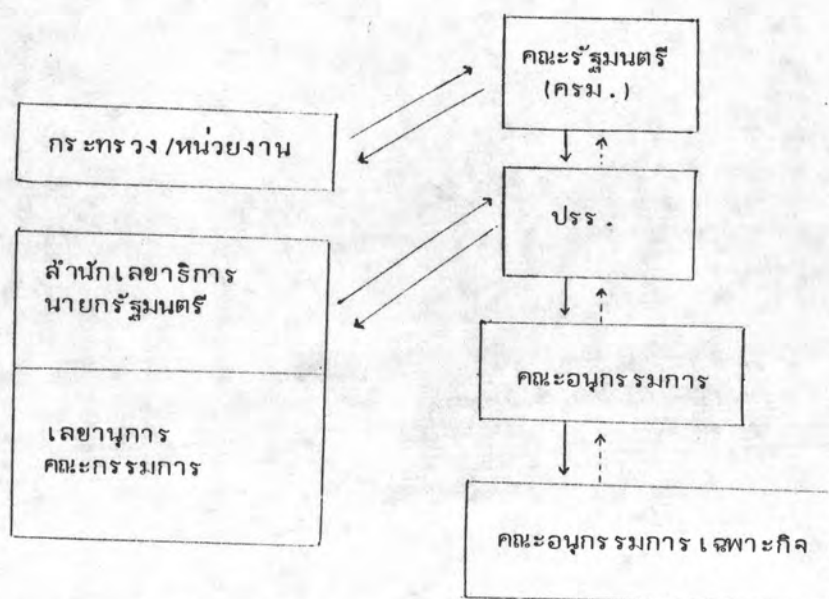 คณะรัฐมนตรี
(ครม.)
กระทรวง/หน่วยงาน
ปรร.
สำนักเลขาธิการ
นายกรัฐมนตรี
คณะอนุกรรมการ
เลขานุการ
คณะกรรมการ
คณะอนุกรรมการเฉพาะกิจ